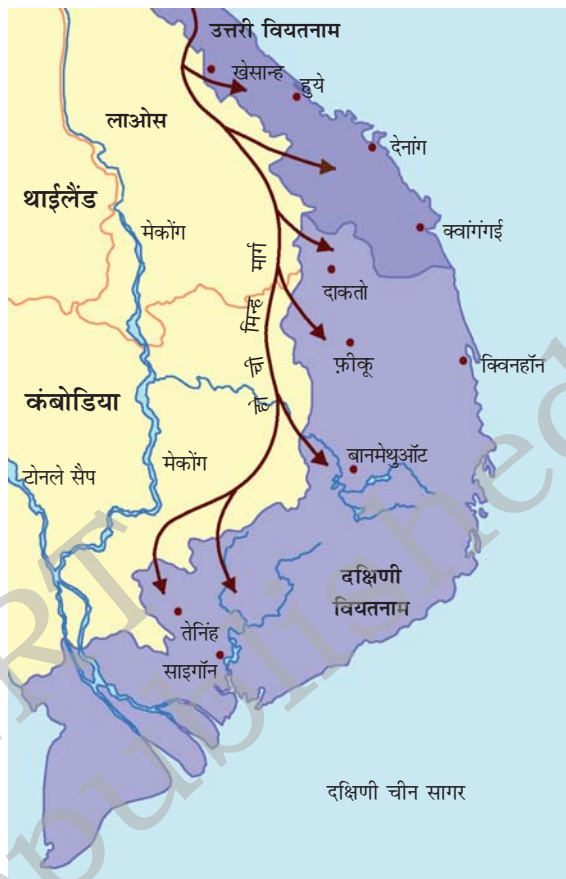 उत्तरी वियतनाम
खेसान्ह
हुये
लाओस
देनांग
थाईलैंड
मेकोंग
क्वांगंगई
हो ची मिन्ह मार्ग
दाकतो
फ़ीकू
क्विनहॉन
कंबोडिया
मेकोंग
बानमेथुऑट
टोनले सैप
दक्षिणी
वियतनाम
तेनिंह
साइगॉन
दक्षिणी चीन सागर